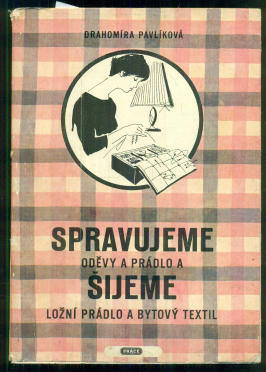 DRAHOMÍRA PAVLÍKOVÁ
SPRAVUJEME
ODĚVY A PRÁDLO A
ŠIJEME
LOŽNÍ PRÁDLO A BYTOVÝ TEXTIL
PRÁCE